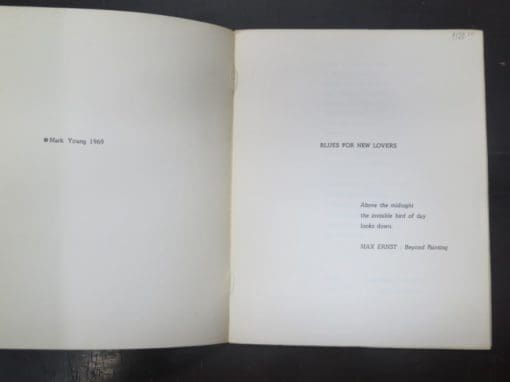 © Mark Young 1969
BLUES FOR NEW LOVERS
Above the midnight
the invisible bird of day
looks down.
MAX ERNST : Beyond Painting